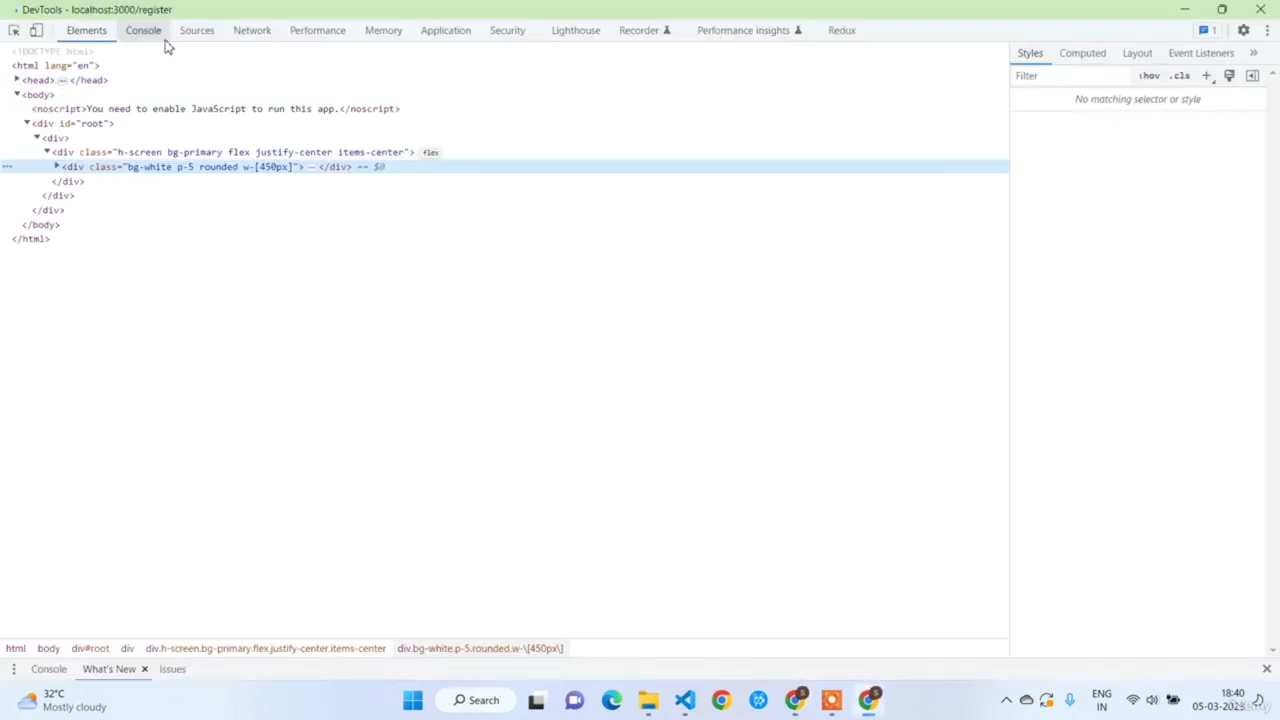 DevTools - localhost:3000/register
Elements Console Sources Network Performance Memory Application Security Lighthouse Recorder Performance insights Redux 1
<!DOCTYPE html>
<html lang="en">
<head> … </head>
<body>
<noscript>You need to enable JavaScript to run this app.</noscript>
<div id="root">
<div>
<div class="h-screen bg-primary flex justify-center items-center"> flex
<div class="bg-white p-5 rounded w-[450px]"> … </div> == $0
</div>
</div>
</div>
</body>
</html>
Styles Computed Layout Event Listeners »
Filter :hov .cls +
No matching selector or style
html body div#root div div.h-screen.bg-primary.flex.justify-center.items-center div.bg-white.p-5.rounded.w-\[450px\]
Console What's New × Issues
32°C
Mostly cloudy
Search
S S
ENG
IN
18:40